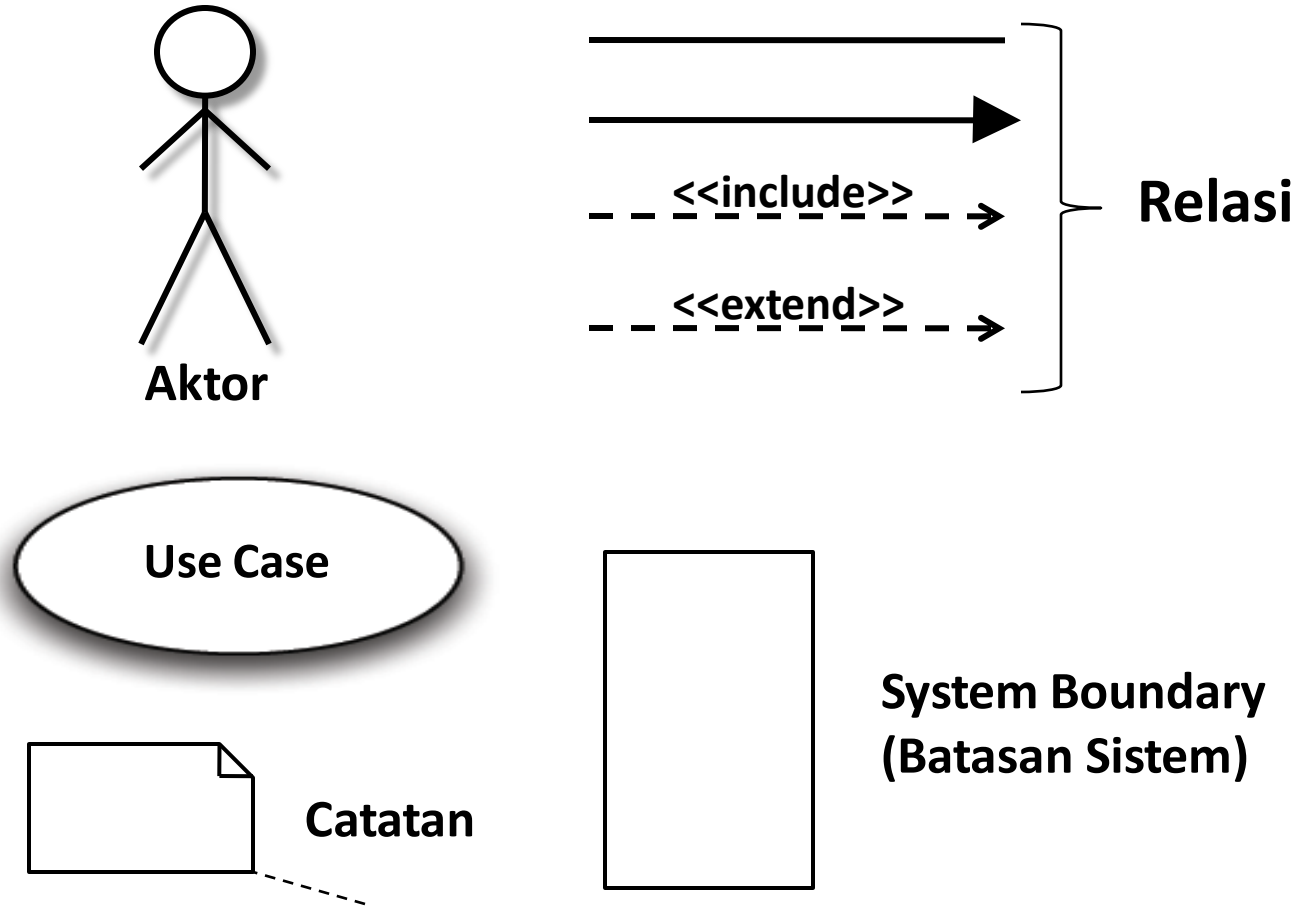 <<include>>
Relasi
<<extend>>
Aktor
Use Case
System Boundary
(Batasan Sistem)
Catatan